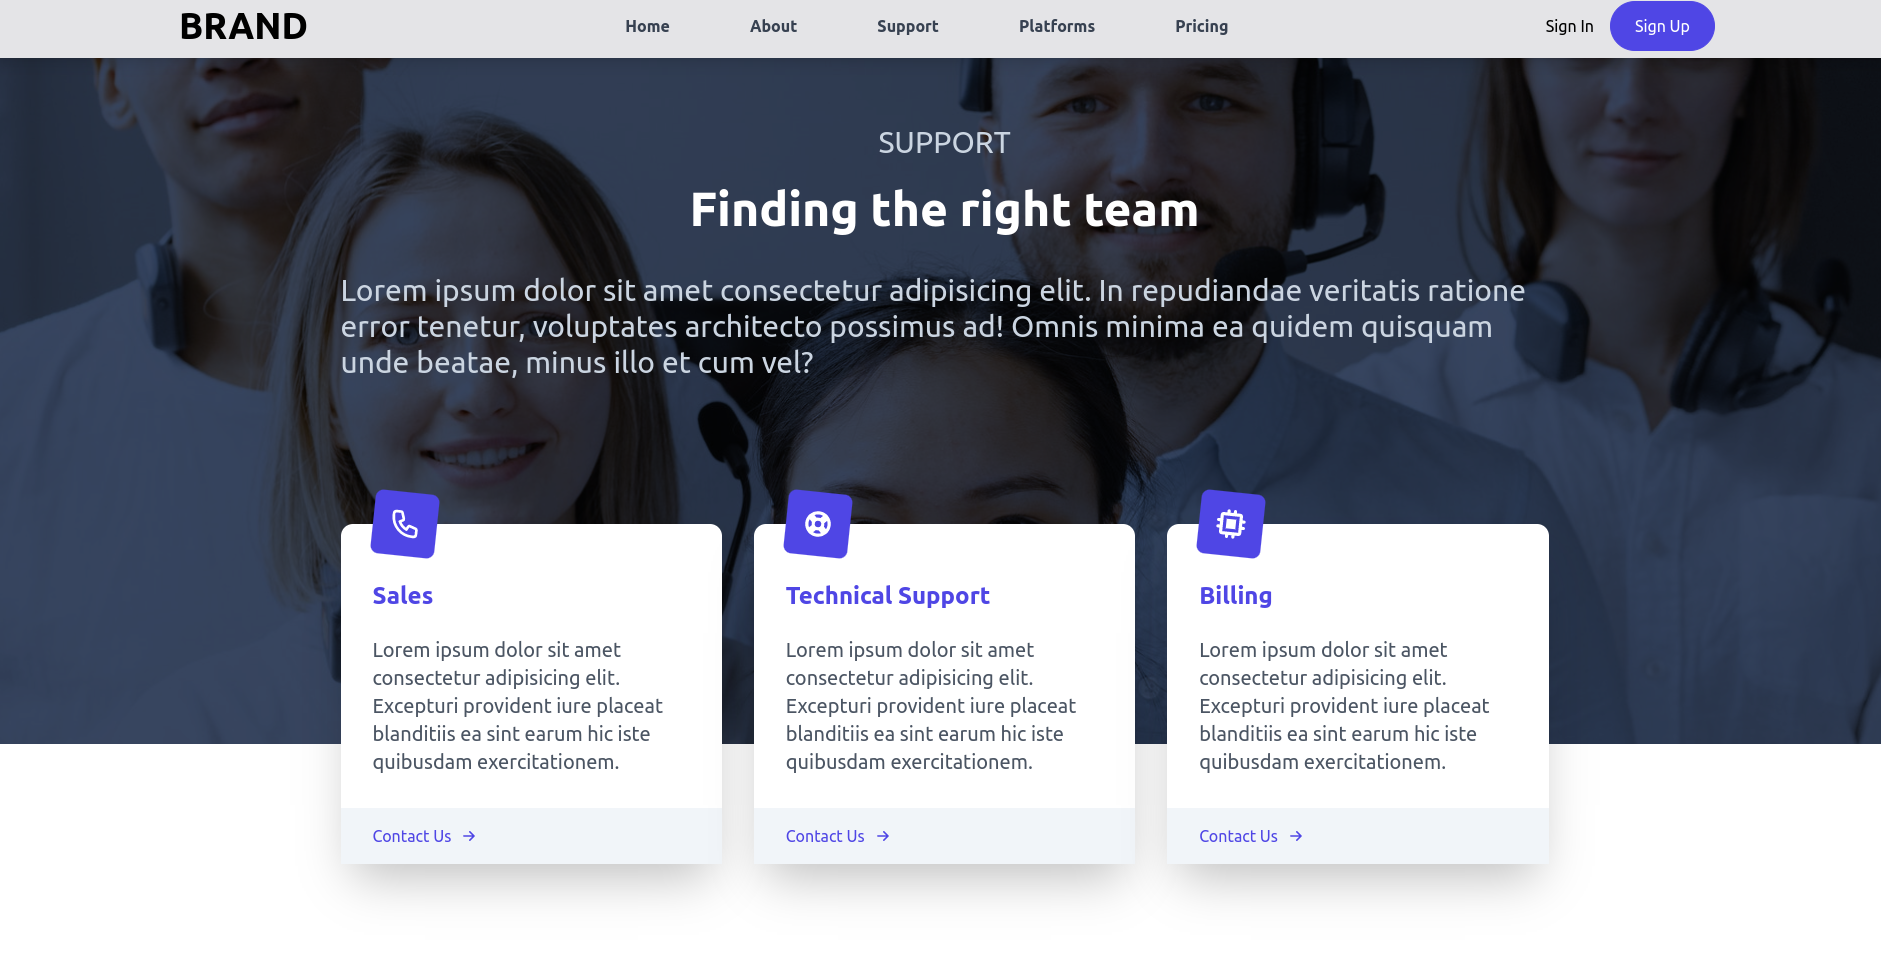 BRAND
Home
About
Support
Platforms
Pricing
Sign In
Sign Up
SUPPORT
Finding the right team
Lorem ipsum dolor sit amet consectetur adipisicing elit. In repudiandae veritatis ratione
error tenetur, voluptates architecto possimus ad! Omnis minima ea quidem quisquam
unde beatae, minus illo et cum vel?
Sales
Lorem ipsum dolor sit amet
consectetur adipisicing elit.
Excepturi provident iure placeat
blanditiis ea sint earum hic iste
quibusdam exercitationem.
Contact Us
Technical Support
Lorem ipsum dolor sit amet
consectetur adipisicing elit.
Excepturi provident iure placeat
blanditiis ea sint earum hic iste
quibusdam exercitationem.
Contact Us
Billing
Lorem ipsum dolor sit amet
consectetur adipisicing elit.
Excepturi provident iure placeat
blanditiis ea sint earum hic iste
quibusdam exercitationem.
Contact Us